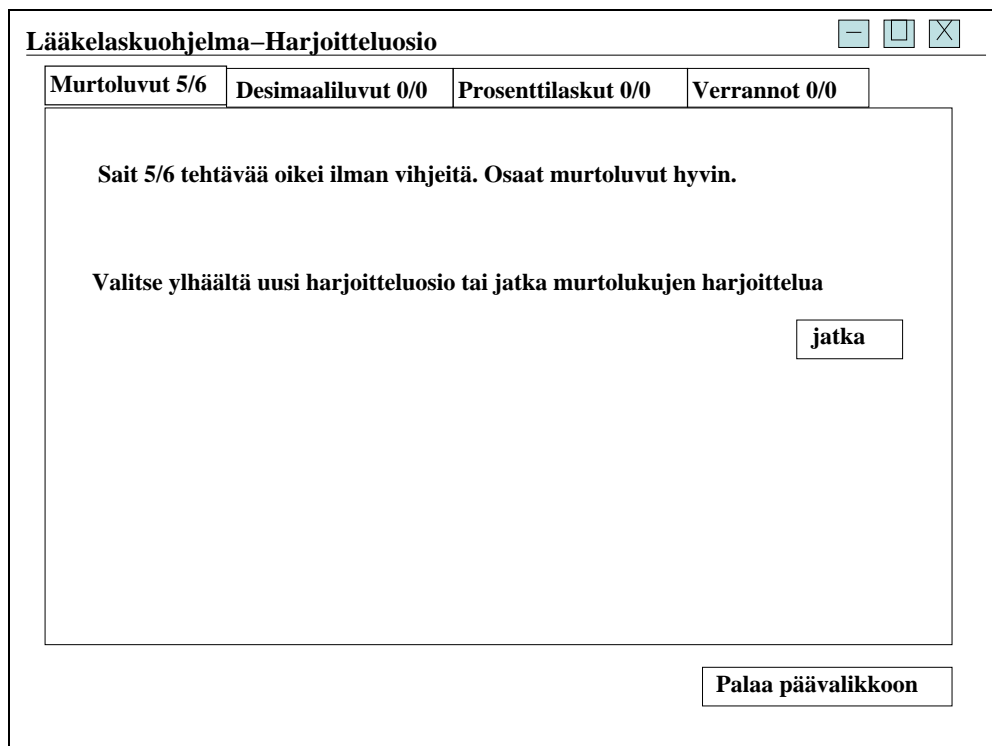 Lääkelaskuohjelma–Harjoitteluosio
Murtoluvut 5/6 Desimaaliluvut 0/0 Prosenttilaskut 0/0 Verrannot 0/0
Sait 5/6 tehtävää oikei ilman vihjeitä. Osaat murtoluvut hyvin.
Valitse ylhäältä uusi harjoitteluosio tai jatka murtolukujen harjoittelua
jatka
Palaa päävalikkoon